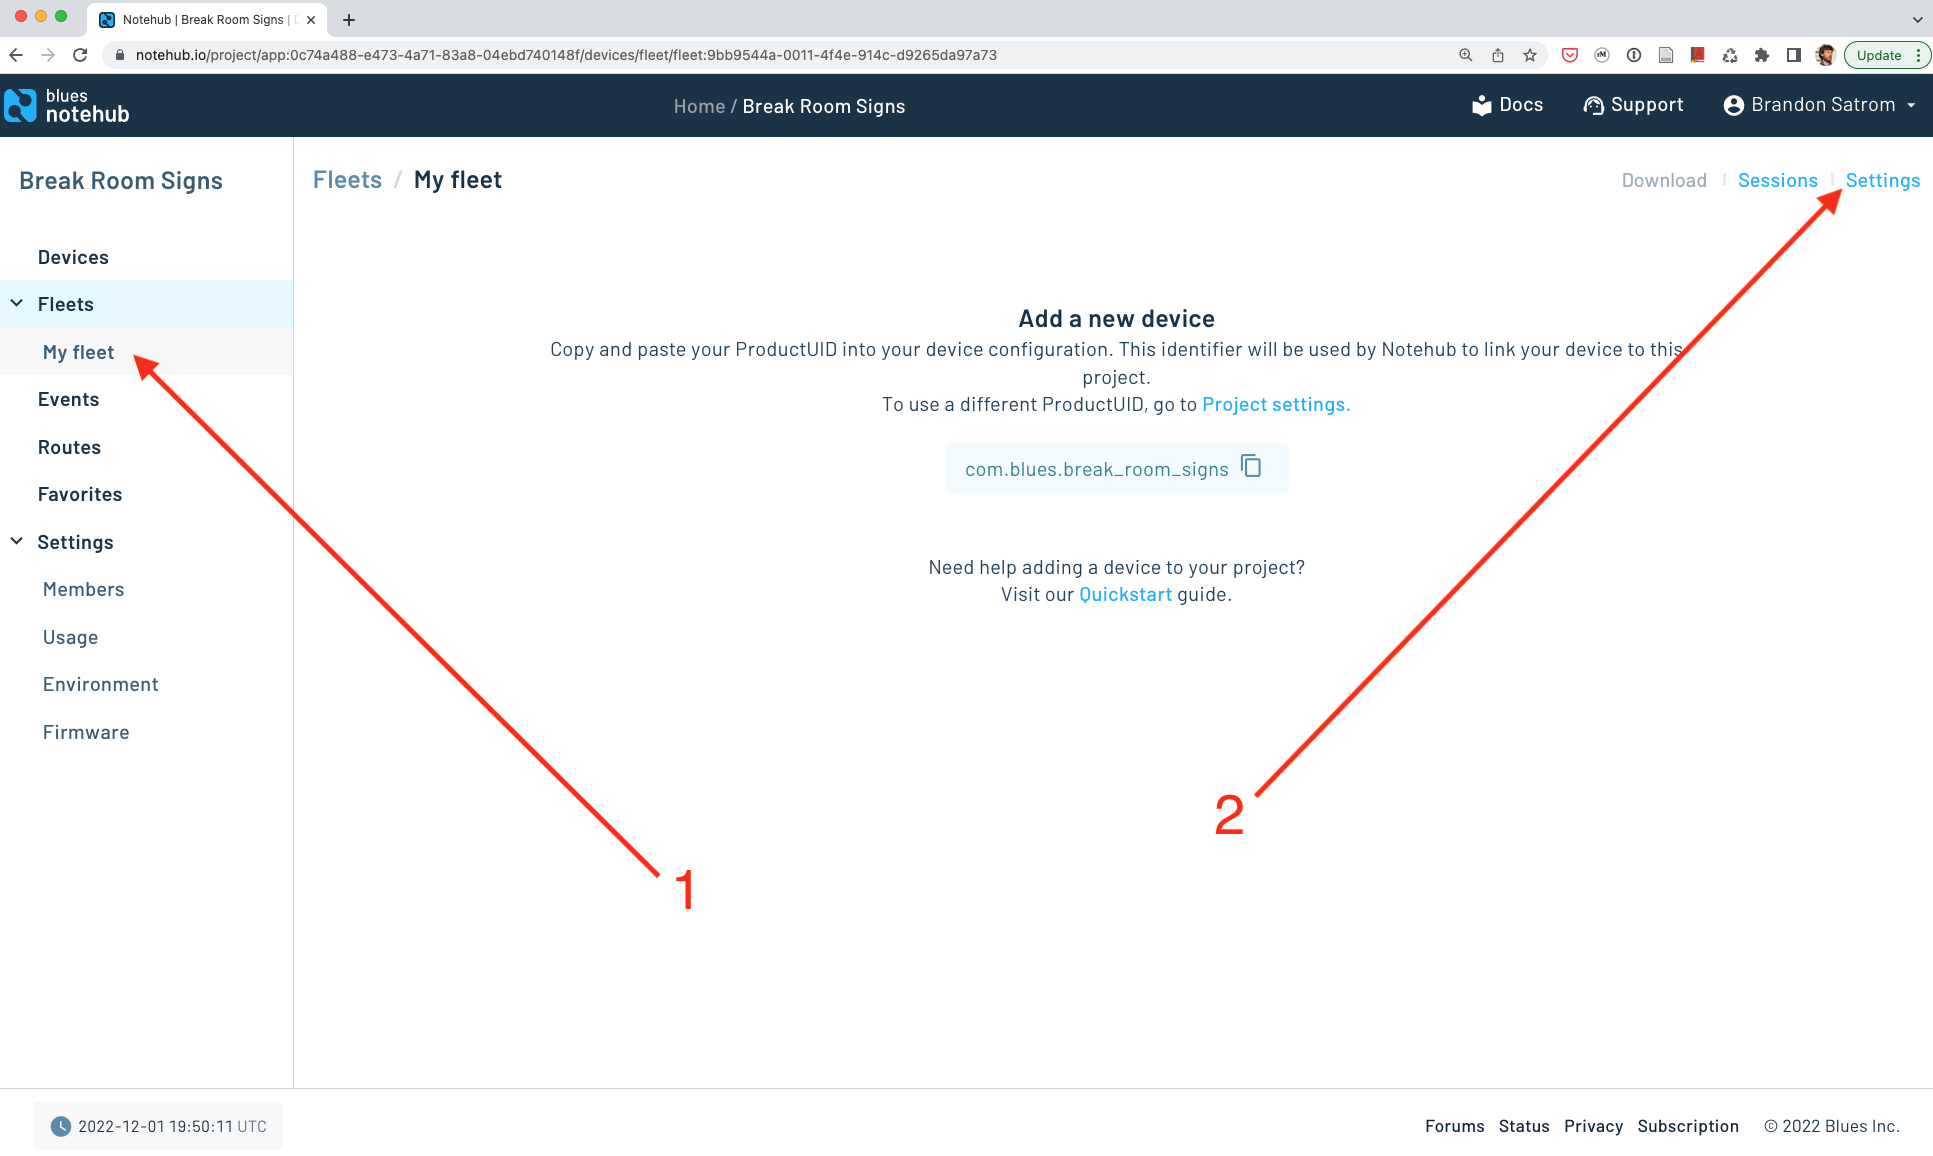 Notehub | Break Room Signs |
notehub.io/project/app:0c74a488-e473-4a71-83a8-04ebd740148f/devices/fleet/fleet:9bb9544a-0011-4f4e-914c-d9265da97a73
Update
blues
notehub
Home / Break Room Signs
Docs
Support
Brandon Satrom
Break Room Signs
Fleets / My fleet
Download
Sessions
Settings
Devices
Fleets
My fleet
Events
Routes
Favorites
Settings
Members
Usage
Environment
Firmware
Add a new device
Copy and paste your ProductUID into your device configuration. This identifier will be used by Notehub to link your device to this
project.
To use a different ProductUID, go to Project settings.
com.blues.break_room_signs
Need help adding a device to your project?
Visit our Quickstart guide.
2
1
2022-12-01 19:50:11 UTC
Forums Status Privacy Subscription © 2022 Blues Inc.